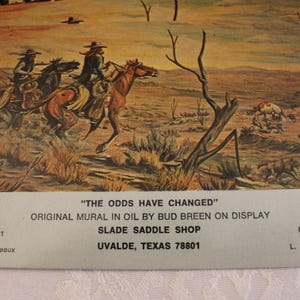 "THE ODDS HAVE CHANGED"
ORIGINAL MURAL IN OIL BY BUD BREEN ON DISPLAY
SLADE SADDLE SHOP
UVALDE, TEXAS 78801
L.